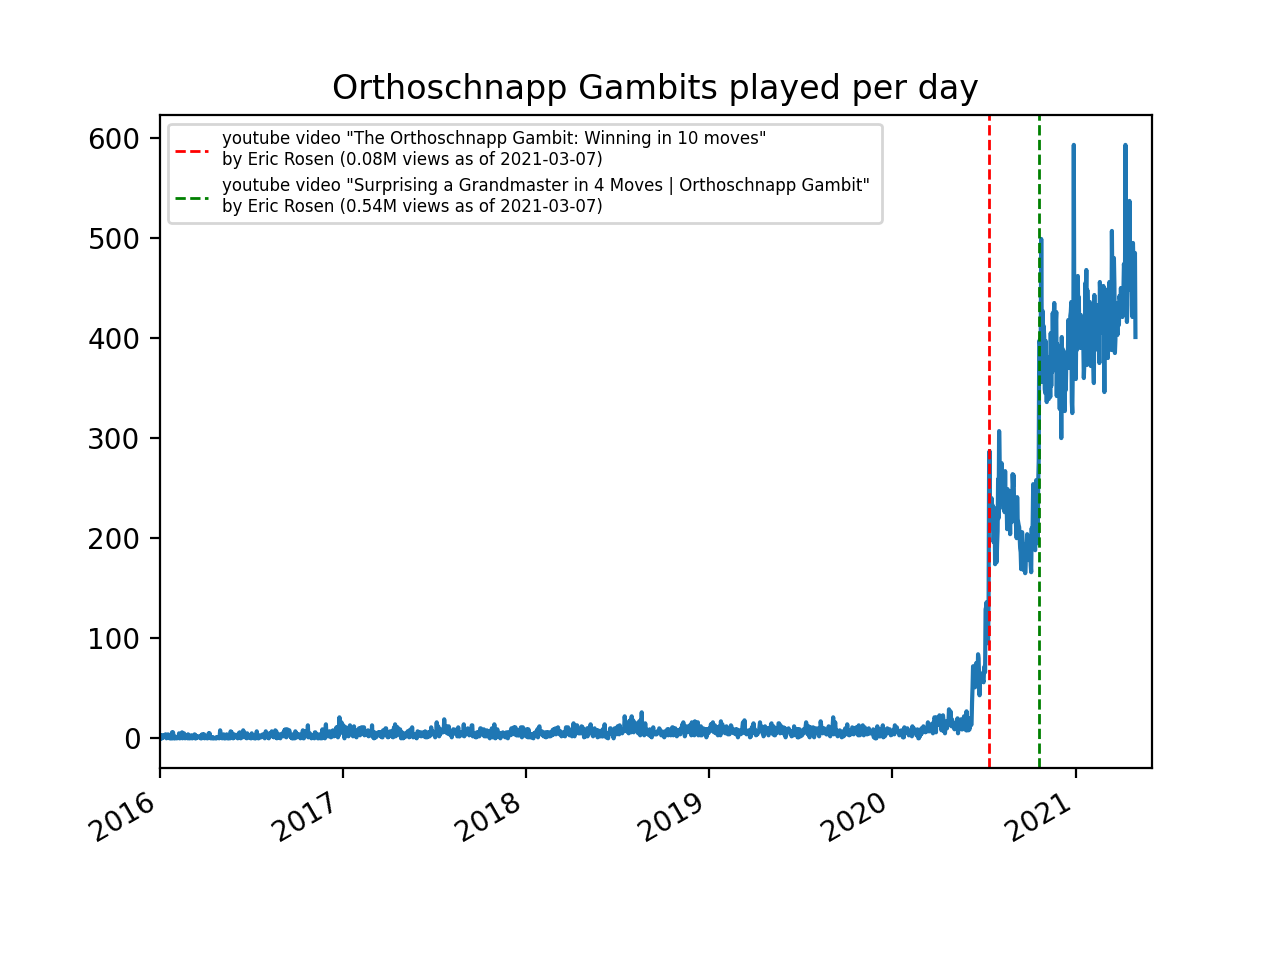 Orthoschnapp Gambits played per day
youtube video "The Orthoschnapp Gambit: Winning in 10 moves"
by Eric Rosen (0.08M views as of 2021-03-07)
youtube video "Surprising a Grandmaster in 4 Moves | Orthoschnapp Gambit"
by Eric Rosen (0.54M views as of 2021-03-07)
600
500
400
300
200
100
0
2016
2017
2018
2019
2020
2021